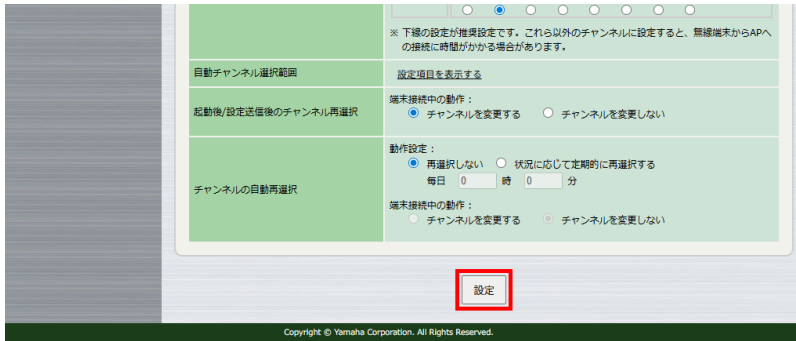 ※ 下線の設定が推奨設定です。これら以外のチャンネルに設定すると、無線端末からAPへ
の接続に時間がかかる場合があります。
自動チャンネル選択範囲
設定項目を表示する
起動後/設定送信後のチャンネル再選択
端末接続中の動作：
チャンネルを変更する チャンネルを変更しない
チャンネルの自動再選択
動作設定：
再選択しない 状況に応じて定期的に再選択する
毎日 0 時 0 分
端末接続中の動作：
チャンネルを変更する チャンネルを変更しない
設定
Copyright © Yamaha Corporation. All Rights Reserved.